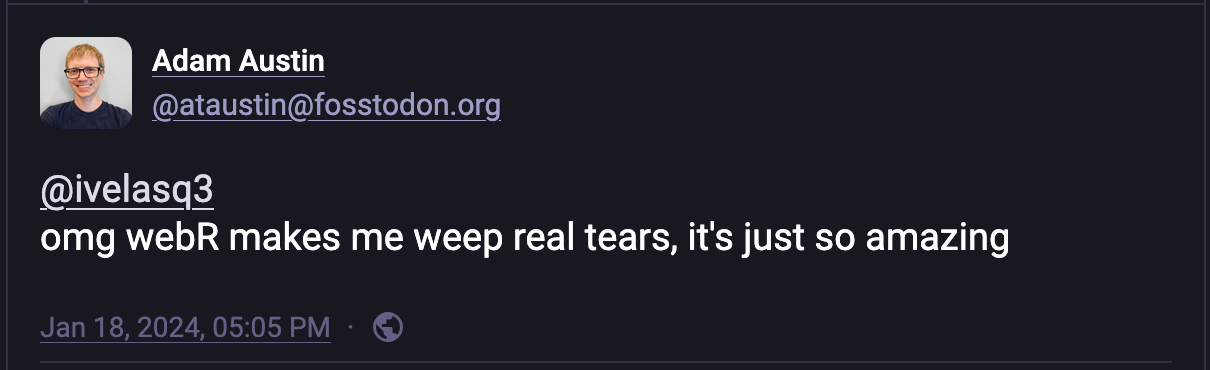 Adam Austin
@ataustin@fosstodon.org
@ivelasq3
omg webR makes me weep real tears, it's just so amazing
Jan 18, 2024, 05:05 PM ·